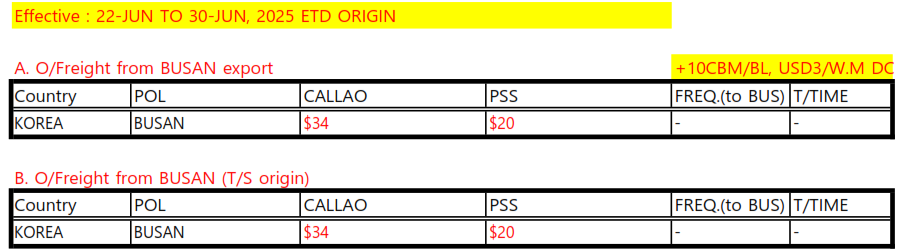 Effective : 22-JUN TO 30-JUN, 2025 ETD ORIGIN
A. O/Freight from BUSAN export +10CBM/BL, USD3/W.M DC
Country POL CALLAO PSS FREQ.(to BUS) T/TIME
KOREA BUSAN $34 $20 - -
B. O/Freight from BUSAN (T/S origin)
Country POL CALLAO PSS FREQ.(to BUS) T/TIME
KOREA BUSAN $34 $20 - -